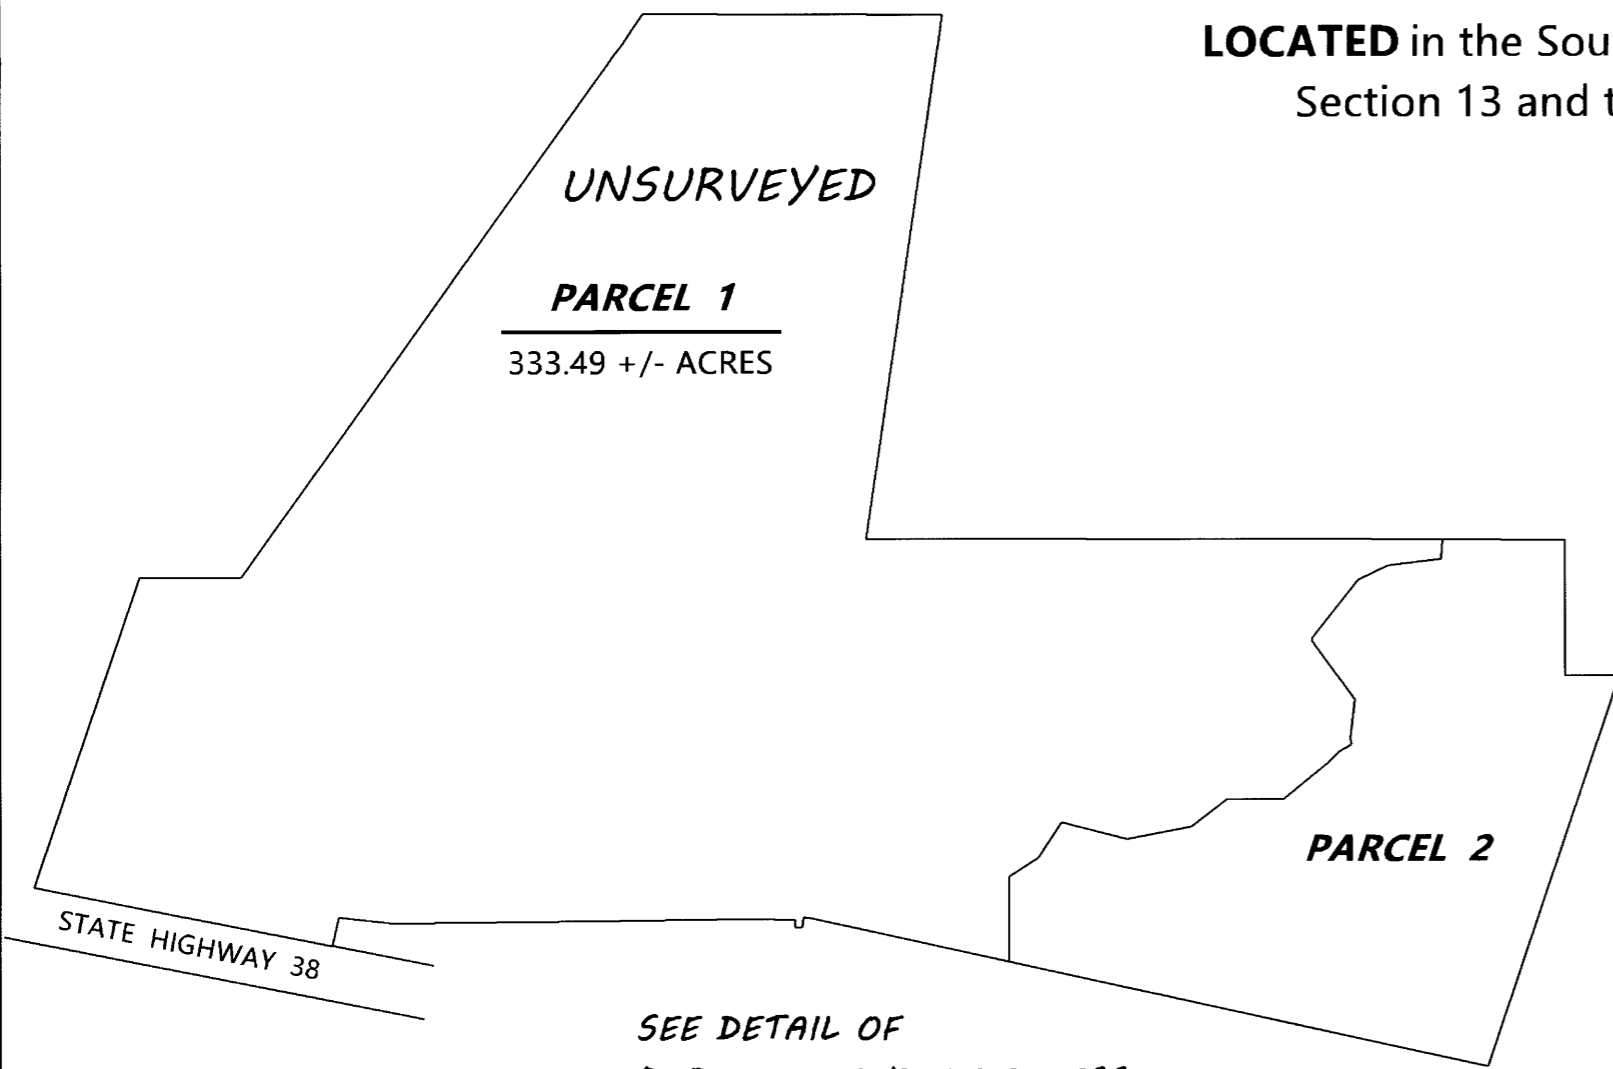 LOCATED in the Sou
Section 13 and t
UNSURVEYED
PARCEL 1
333.49 +/- ACRES
PARCEL 2
STATE HIGHWAY 38
SEE DETAIL OF